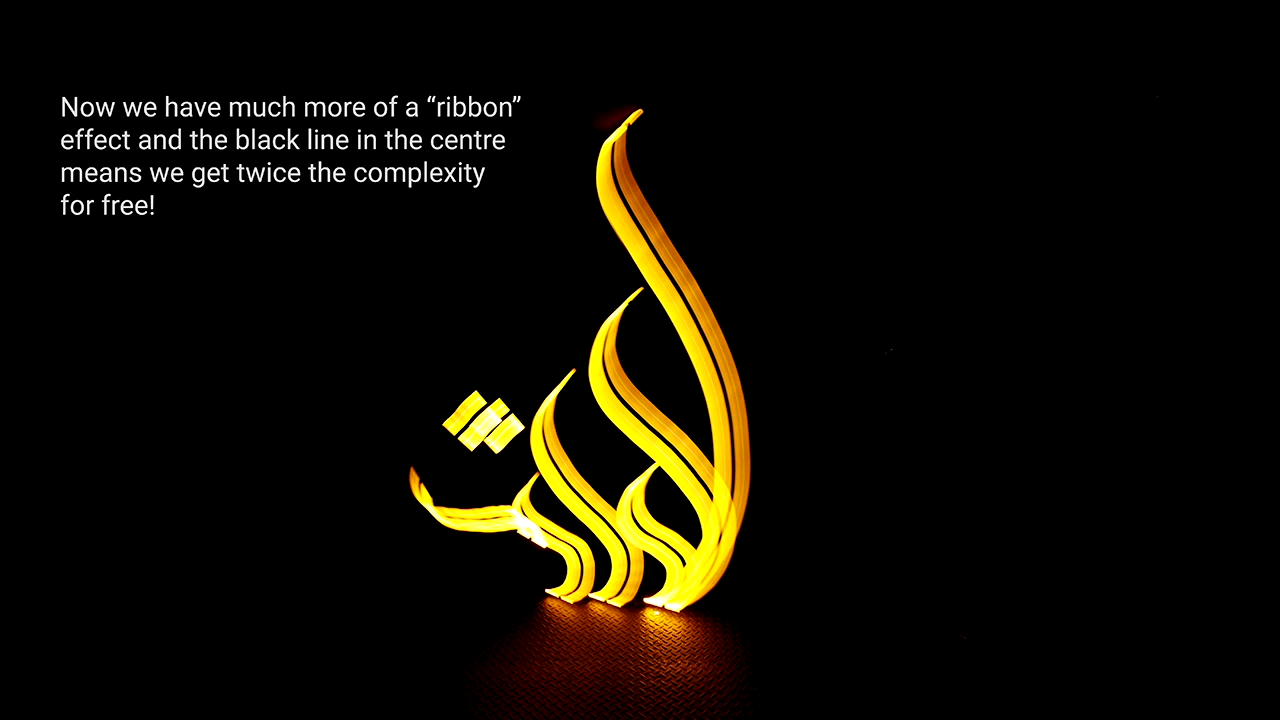 Now we have much more of a “ribbon”
effect and the black line in the centre
means we get twice the complexity
for free!